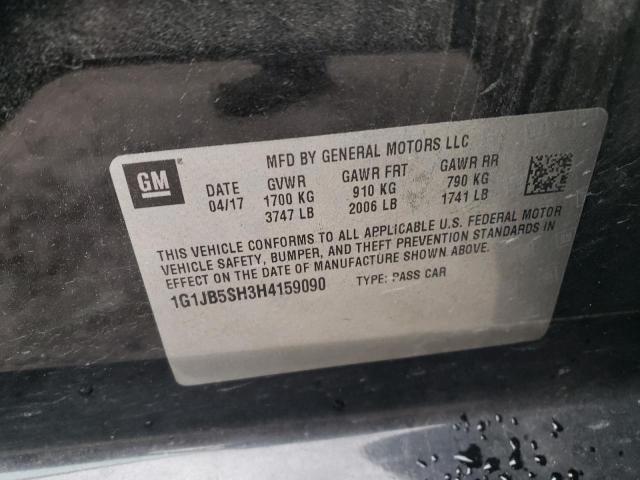 MFD BY GENERAL MOTORS LLC
GM
DATE GVWR GAWR FRT GAWR RR
04/17 1700 KG 910 KG 790 KG
3747 LB 2006 LB 1741 LB
THIS VEHICLE CONFORMS TO ALL APPLICABLE U.S. FEDERAL MOTOR
VEHICLE SAFETY, BUMPER, AND THEFT PREVENTION STANDARDS IN
EFFECT ON THE DATE OF MANUFACTURE SHOWN ABOVE.
1G1JB5SH3H4159090 TYPE: PASS CAR